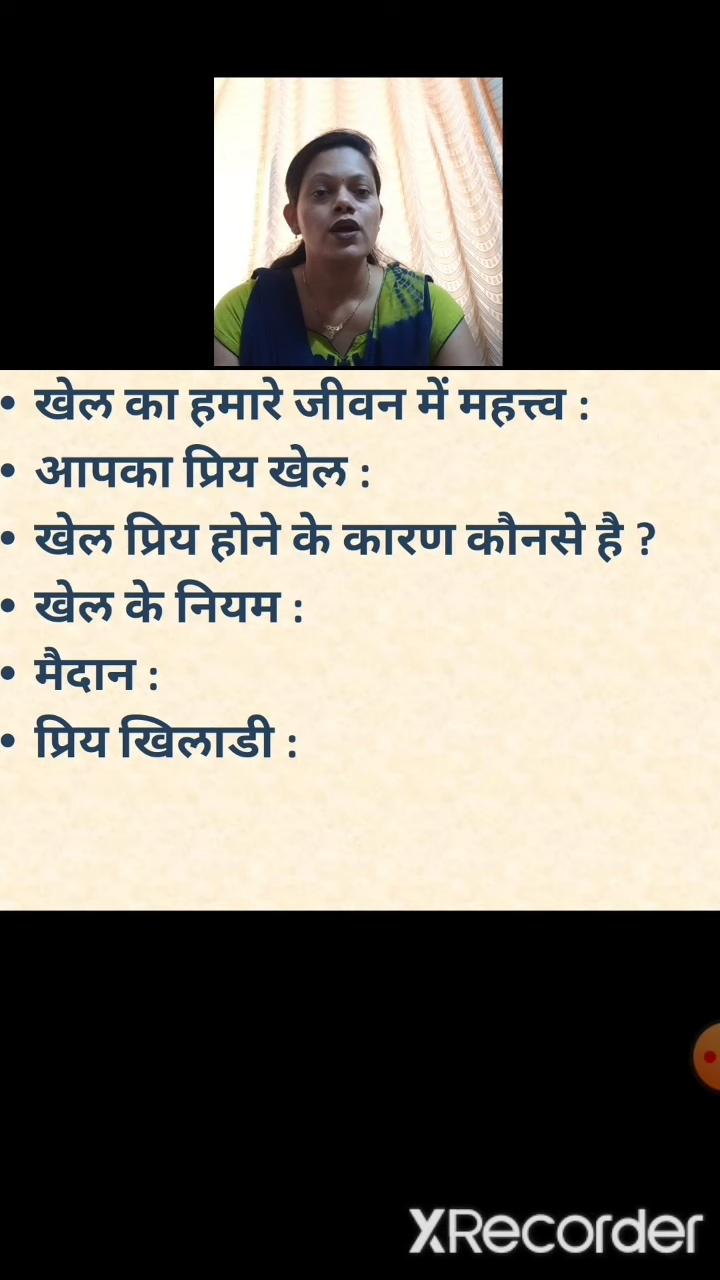 • खेल का हमारे जीवन में महत्त्व :
• आपका प्रिय खेल :
• खेल प्रिय होने के कारण कौनसे है ?
• खेल के नियम :
• मैदान :
• प्रिय खिलाडी :
XRecorder